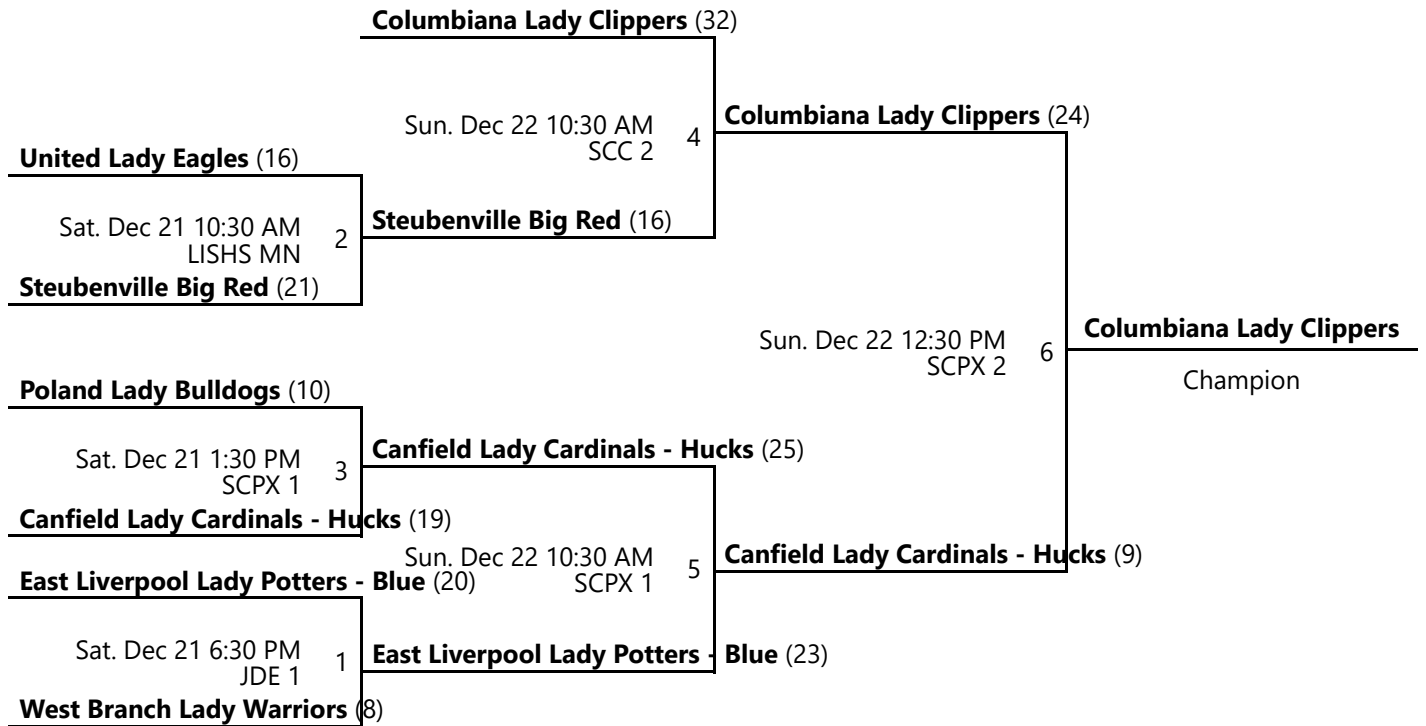 Columbiana Lady Clippers (32)
Sun. Dec 22 10:30 AM
SCC 2
4
Columbiana Lady Clippers (24)
United Lady Eagles (16)
Sat. Dec 21 10:30 AM
LISHS MN
2
Steubenville Big Red (16)
Steubenville Big Red (21)
Sun. Dec 22 12:30 PM
SCPX 2
6
Columbiana Lady Clippers
Champion
Poland Lady Bulldogs (10)
Sat. Dec 21 1:30 PM
SCPX 1
3
Canfield Lady Cardinals - Hucks (25)
Canfield Lady Cardinals - Hucks (19)
Sun. Dec 22 10:30 AM
SCPX 1
5
Canfield Lady Cardinals - Hucks (9)
East Liverpool Lady Potters - Blue (20)
Sat. Dec 21 6:30 PM
JDE 1
1
East Liverpool Lady Potters - Blue (23)
West Branch Lady Warriors (8)